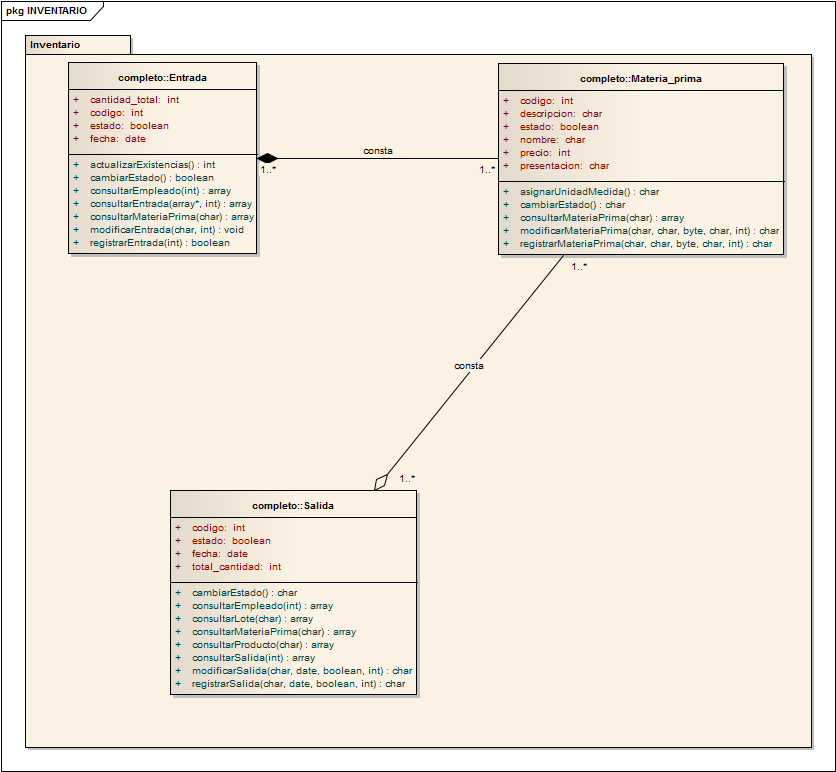 pkg INVENTARIO
Inventario
completo::Entrada
+ cantidad_total: int
+ codigo: int
+ estado: boolean
+ fecha: date
+ actualizarExistencias() : int
+ cambiarEstado() : boolean
+ consultarEmpleado(int) : array
+ consultarEntrada(array*, int) : array
+ consultarMateriaPrima(char) : array
+ modificarEntrada(char, int) : void
+ registrarEntrada(int) : boolean
consta
1..*
1..*
completo::Materia_prima
+ codigo: int
+ descripcion: char
+ estado: boolean
+ nombre: char
+ precio: int
+ presentacion: char
+ asignarUnidadMedida() : char
+ cambiarEstado() : char
+ consultarMateriaPrima(char) : array
+ modificarMateriaPrima(char, char, byte, char, int) : char
+ registrarMateriaPrima(char, char, byte, char, int) : char
1..*
consta
1..*
completo::Salida
+ codigo: int
+ estado: boolean
+ fecha: date
+ total_cantidad: int
+ cambiarEstado() : char
+ consultarEmpleado(int) : array
+ consultarLote(char) : array
+ consultarMateriaPrima(char) : array
+ consultarProducto(char) : array
+ consultarSalida(int) : array
+ modificarSalida(char, date, boolean, int) : char
+ registrarSalida(char, date, boolean, int) : char